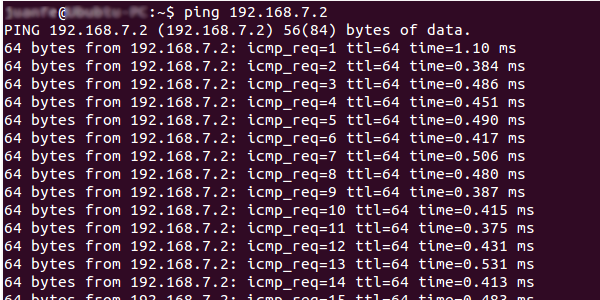 :~$ ping 192.168.7.2
PING 192.168.7.2 (192.168.7.2) 56(84) bytes of data.
64 bytes from 192.168.7.2: icmp_req=1 ttl=64 time=1.10 ms
64 bytes from 192.168.7.2: icmp_req=2 ttl=64 time=0.384 ms
64 bytes from 192.168.7.2: icmp_req=3 ttl=64 time=0.486 ms
64 bytes from 192.168.7.2: icmp_req=4 ttl=64 time=0.451 ms
64 bytes from 192.168.7.2: icmp_req=5 ttl=64 time=0.490 ms
64 bytes from 192.168.7.2: icmp_req=6 ttl=64 time=0.417 ms
64 bytes from 192.168.7.2: icmp_req=7 ttl=64 time=0.506 ms
64 bytes from 192.168.7.2: icmp_req=8 ttl=64 time=0.480 ms
64 bytes from 192.168.7.2: icmp_req=9 ttl=64 time=0.387 ms
64 bytes from 192.168.7.2: icmp_req=10 ttl=64 time=0.415 ms
64 bytes from 192.168.7.2: icmp_req=11 ttl=64 time=0.375 ms
64 bytes from 192.168.7.2: icmp_req=12 ttl=64 time=0.431 ms
64 bytes from 192.168.7.2: icmp_req=13 ttl=64 time=0.531 ms
64 bytes from 192.168.7.2: icmp_req=14 ttl=64 time=0.413 ms
64 bytes from 192.168.7.2: icmp_req=15 ttl=64 time=0.483 ms